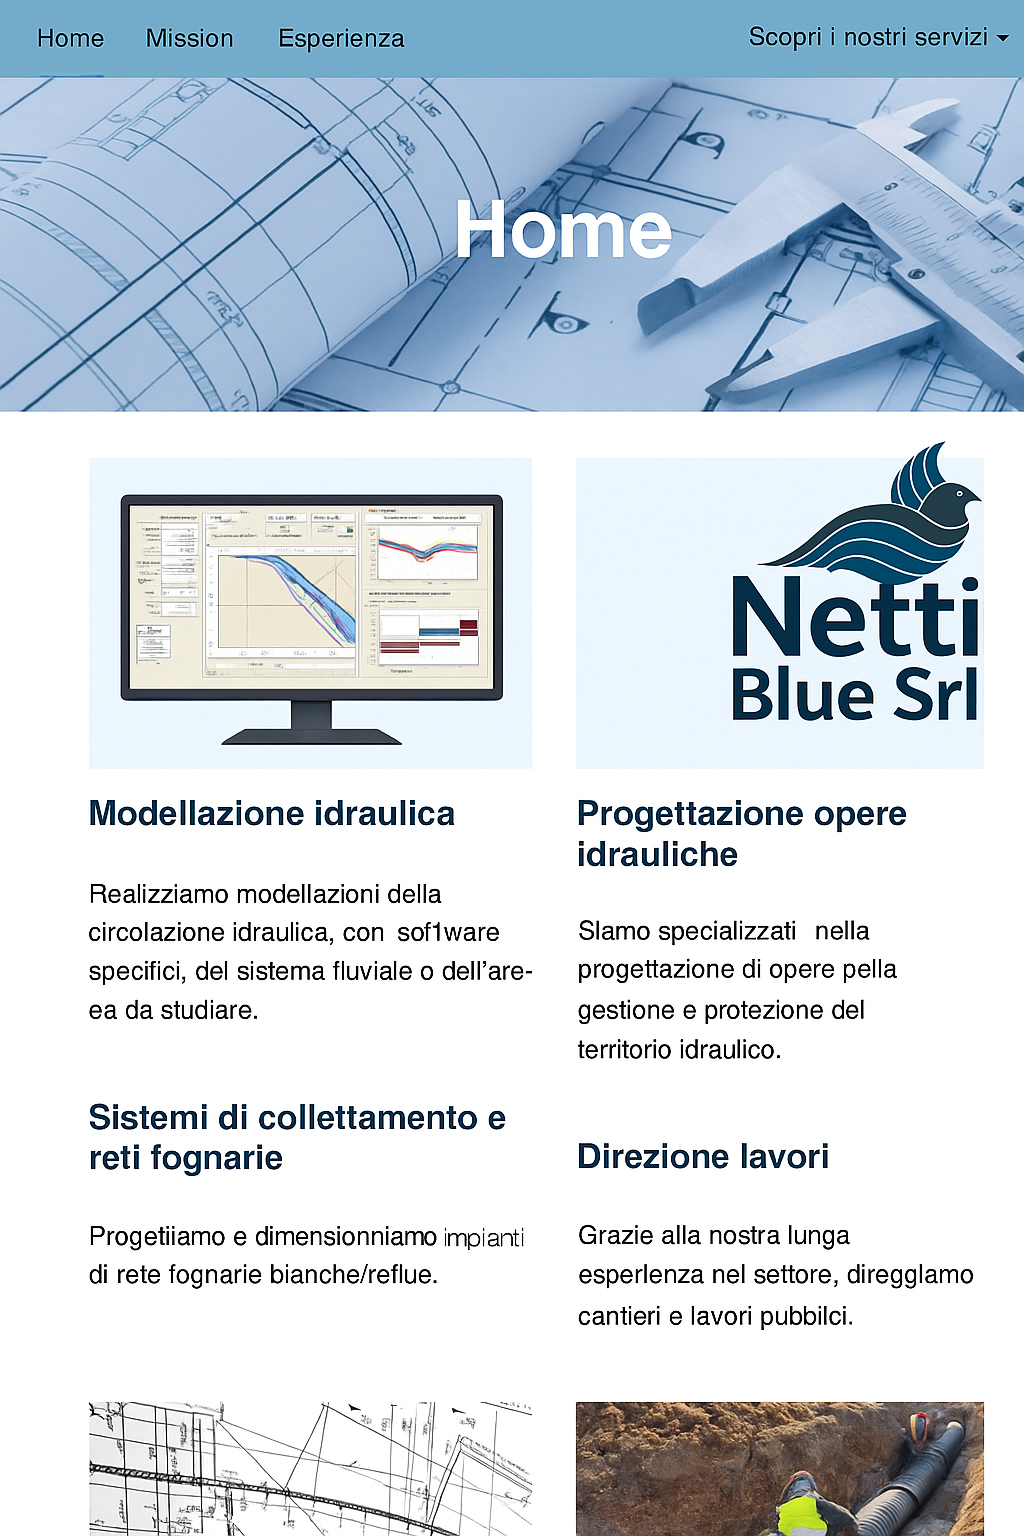 Home
Mission
Esperienza
Scopri i nostri servizi
Home
Netti
Blue Srl
Modellazione idraulica
Realizziamo modellazioni della
circolazione idraulica, con sof1ware
specifici, del sistema fluviale o dell’are-
ea da studiare.
Progettazione opere
idrauliche
Slamo specializzati nella
progettazione di opere pella
gestione e protezione del
territorio idraulico.
Sistemi di collettamento e
reti fognarie
Progetiiamo e dimensionniamo impianti
di rete fognarie bianche/reflue.
Direzione lavori
Grazie alla nostra lunga
esperlenza nel settore, diregglamo
cantieri e lavori pubbilci.